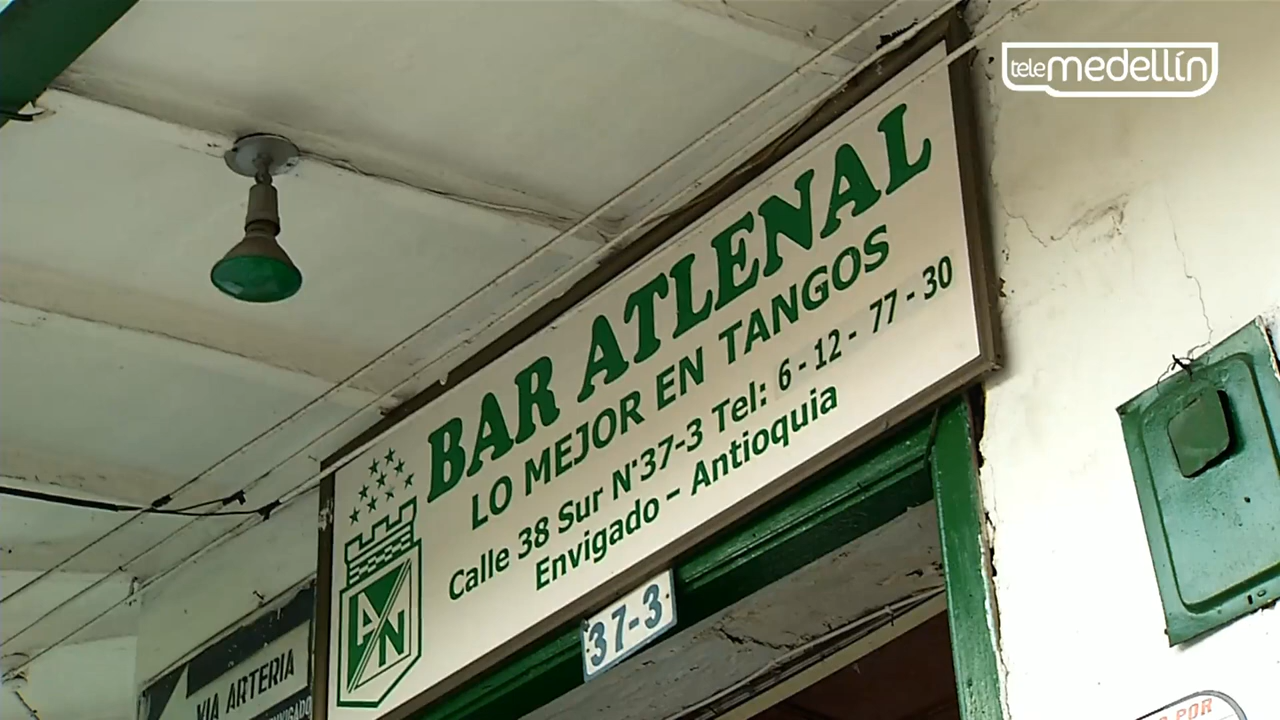 telemedellín
BAR ATLENAL
LO MEJOR EN TANGOS
Calle 38 Sur N°37-3 Tel: 6 - 12 - 77 - 30
Envigado - Antioquia
AN
37-3
VIA ARTERIA
POR